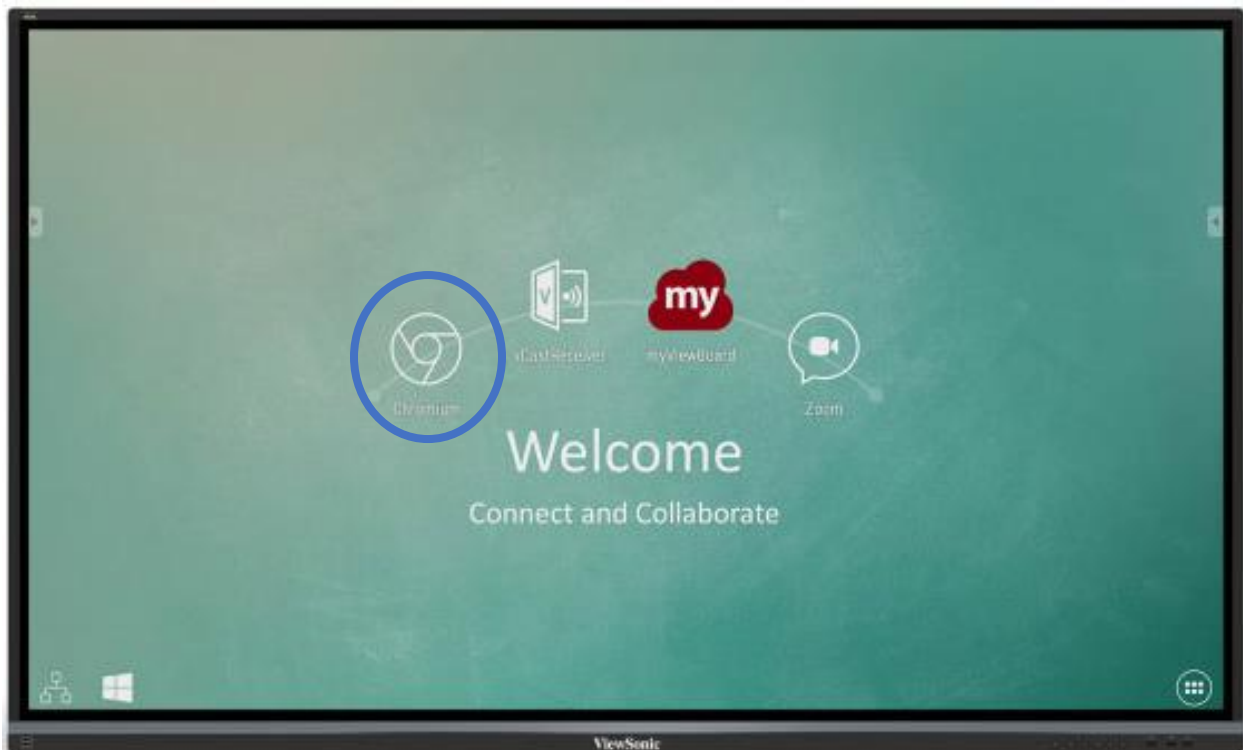 V
my
vCastReceiver
myViewBoard
Chromium
Zoom
Welcome
Connect and Collaborate
ViewSonic